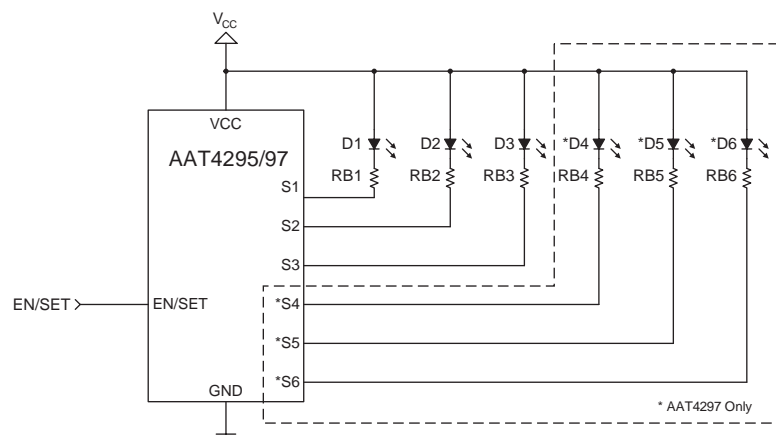 VCC
VCC
AAT4295/97
D1 D2 D3 *D4 *D5 *D6
RB1 RB2 RB3 RB4 RB5 RB6
S1
S2
S3
EN/SET EN/SET *S4
*S5
*S6
GND
* AAT4297 Only